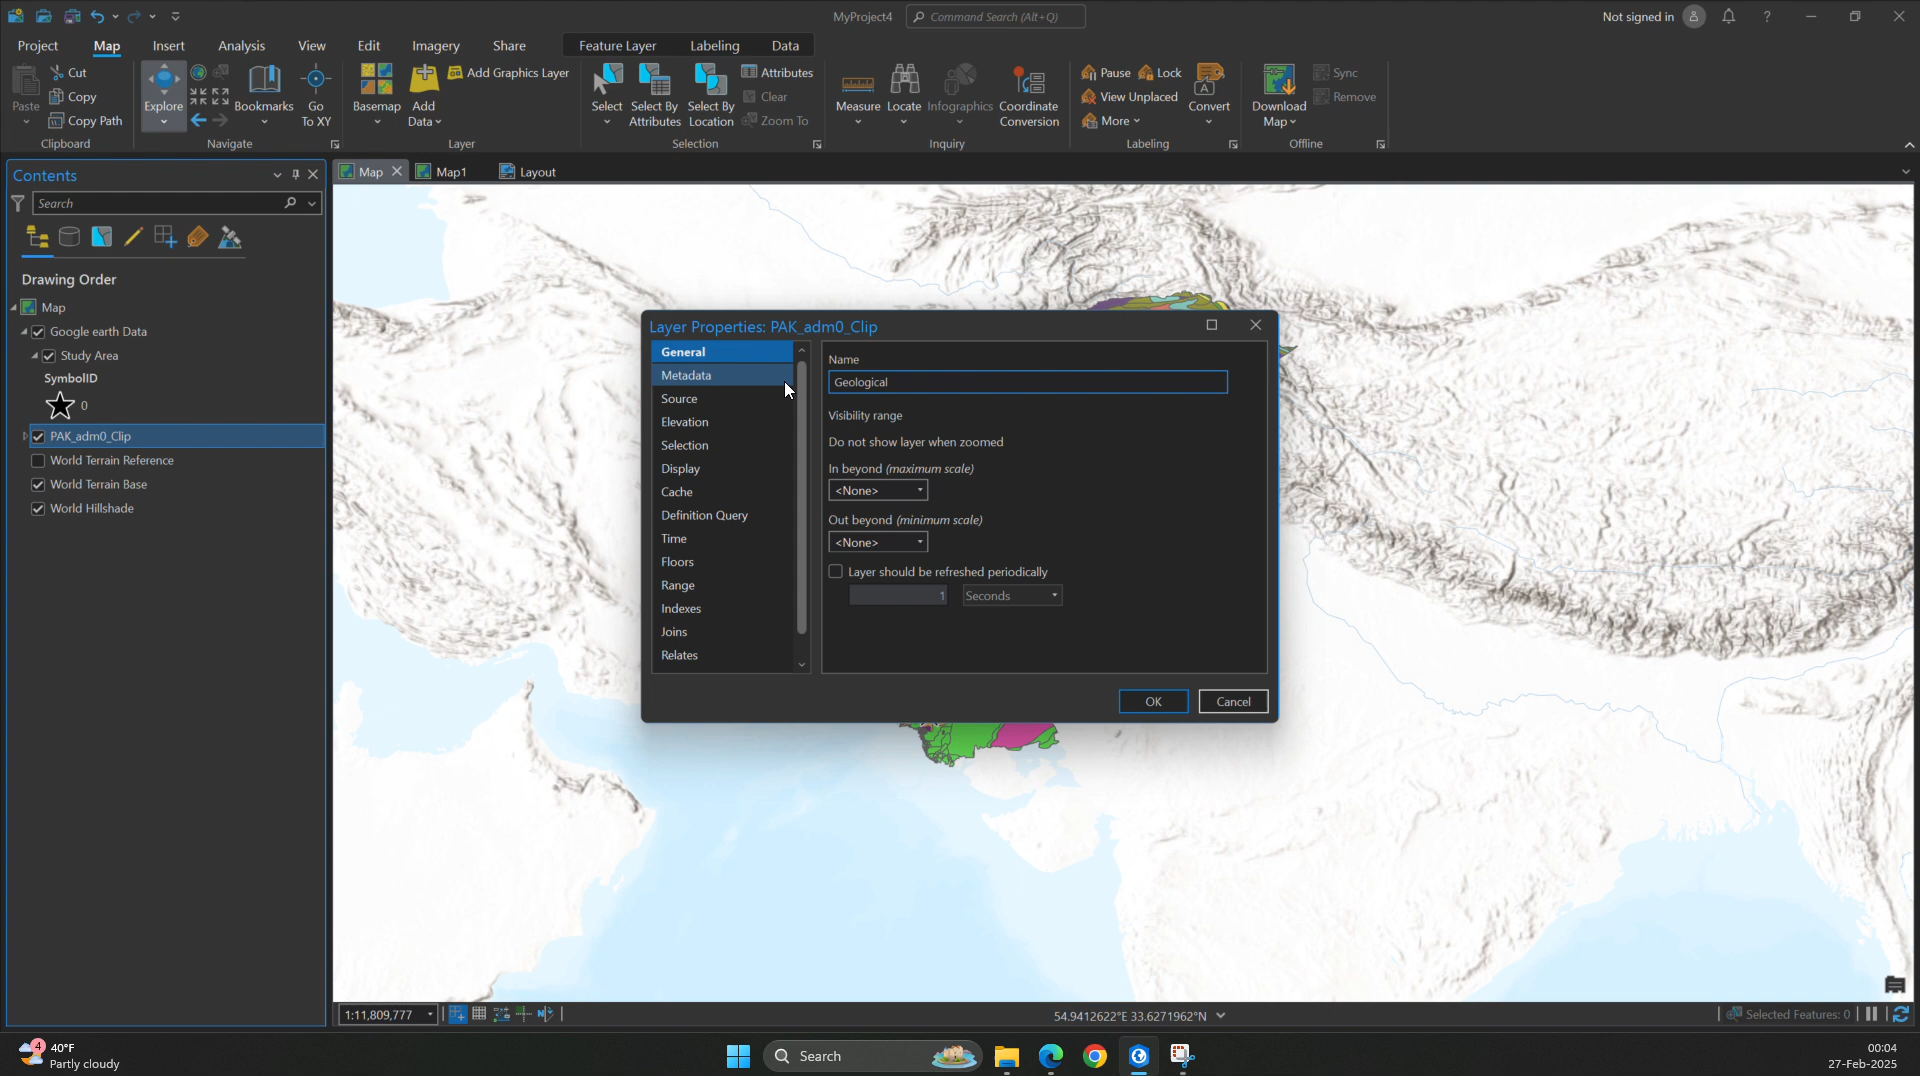 MyProject4
Command Search (Alt+Q)
Not signed in
?
Project
Map
Insert
Analysis
View
Edit
Imagery
Share
Feature Layer
Labeling
Data
Paste
Cut
Copy
Copy Path
Clipboard
Explore
Bookmarks
Go To XY
Navigate
Basemap
Add Data
Add Graphics Layer
Layer
Select
Select By Attributes
Select By Location
Attributes
Clear
Zoom To
Selection
Measure
Locate
Infographics
Coordinate Conversion
Inquiry
Pause
Lock
View Unplaced
More
Convert
Labeling
Download Map
Sync
Remove
Offline
Contents
Search
Drawing Order
Map
Google earth Data
Study Area
SymbolID
0
PAK_adm0_Clip
World Terrain Reference
World Terrain Base
World Hillshade
Map
Map1
Layout
Layer Properties: PAK_adm0_Clip
General
Metadata
Source
Elevation
Selection
Display
Cache
Definition Query
Time
Floors
Range
Indexes
Joins
Relates
Name
Geological
Visibility range
Do not show layer when zoomed
In beyond (maximum scale)
<None>
Out beyond (minimum scale)
<None>
Layer should be refreshed periodically
1 Seconds
OK
Cancel
1:11,809,777
54.9412622°E 33.6271962°N
Selected Features: 0
4
40°F
Partly cloudy
Search
00:04
27-Feb-2025